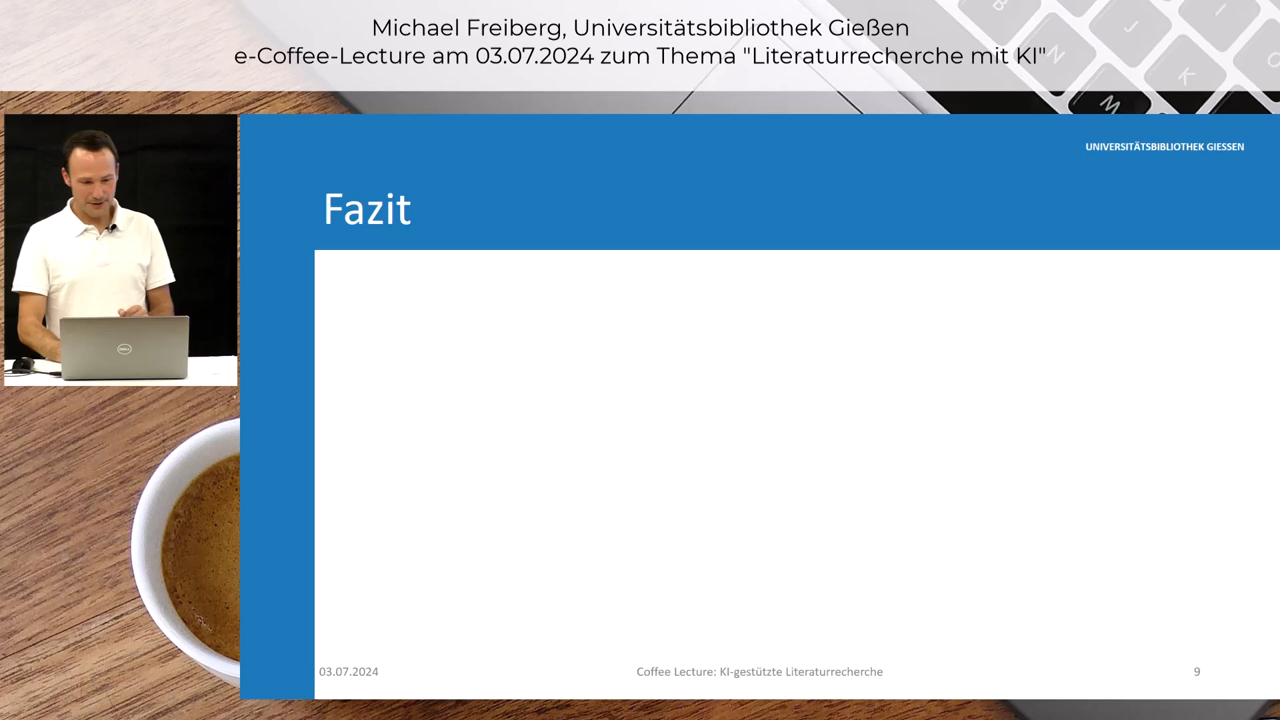 Michael Freiberg, Universitätsbibliothek Gießen
e-Coffee-Lecture am 03.07.2024 zum Thema "Literaturrecherche mit KI"
UNIVERSITÄTSBIBLIOTHEK GIESSEN
Fazit
03.07.2024
Coffee Lecture: KI-gestützte Literaturrecherche
9
DELL
B
J
I
N
K
O
M